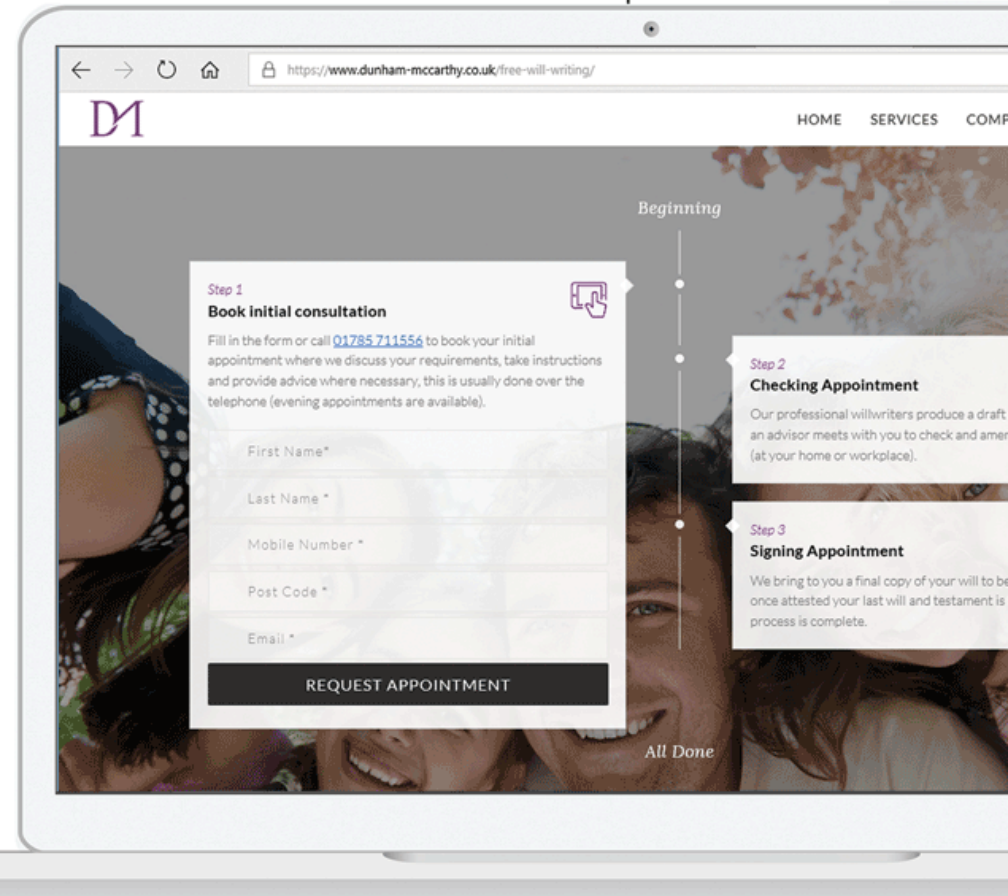 https://www.dunham-mccarthy.co.uk/free-will-writing/
DM
HOME SERVICES
Beginning
Step 1
Book initial consultation
Fill in the form or call 01785 711556 to book your initial
appointment where we discuss your requirements, take instructions
and provide advice where necessary, this is usually done over the
telephone (evening appointments are available).
First Name*
Last Name *
Mobile Number *
Post Code *
Email *
REQUEST APPOINTMENT
Step 2
Checking Appointment
Our professional willwriters produce a draft
an advisor meets with you to check and
(at your home or workplace).
Step 3
Signing Appointment
We bring to you a final copy of your will to be
once attested your last will and testament is
process is complete.
All Done